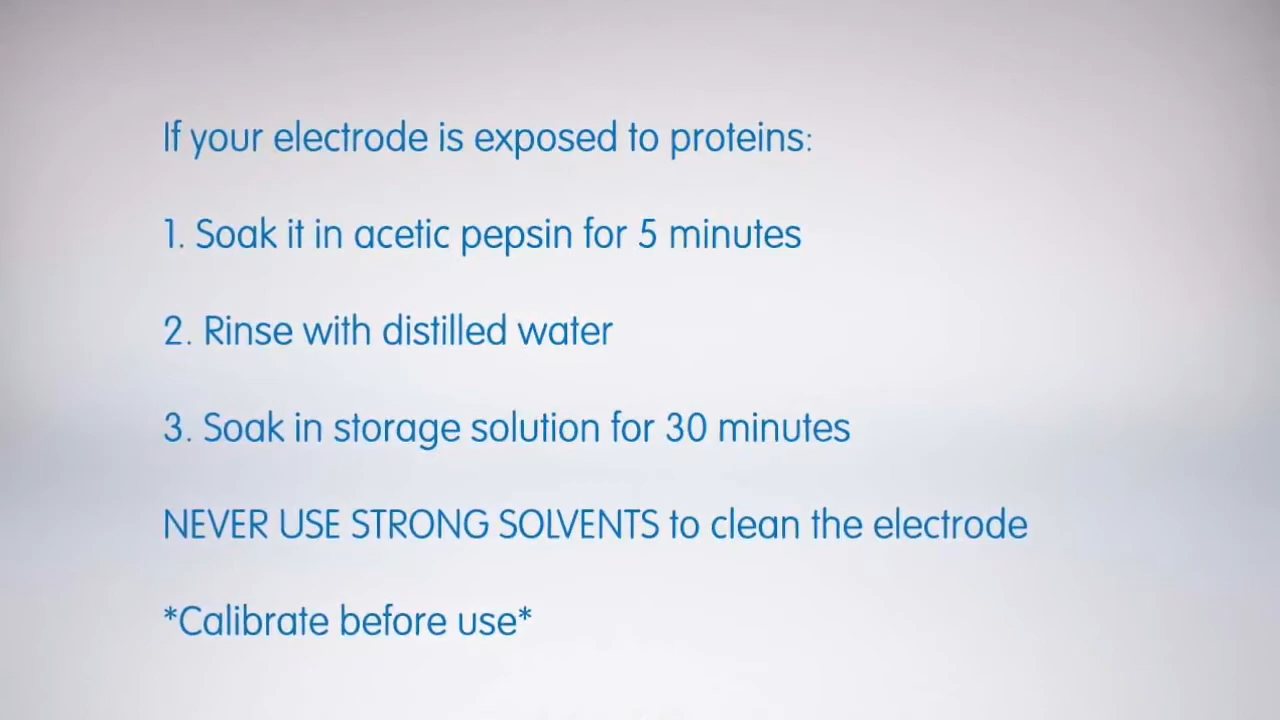 If your electrode is exposed to proteins:
1. Soak it in acetic pepsin for 5 minutes
2. Rinse with distilled water
3. Soak in storage solution for 30 minutes
NEVER USE STRONG SOLVENTS to clean the electrode
*Calibrate before use*